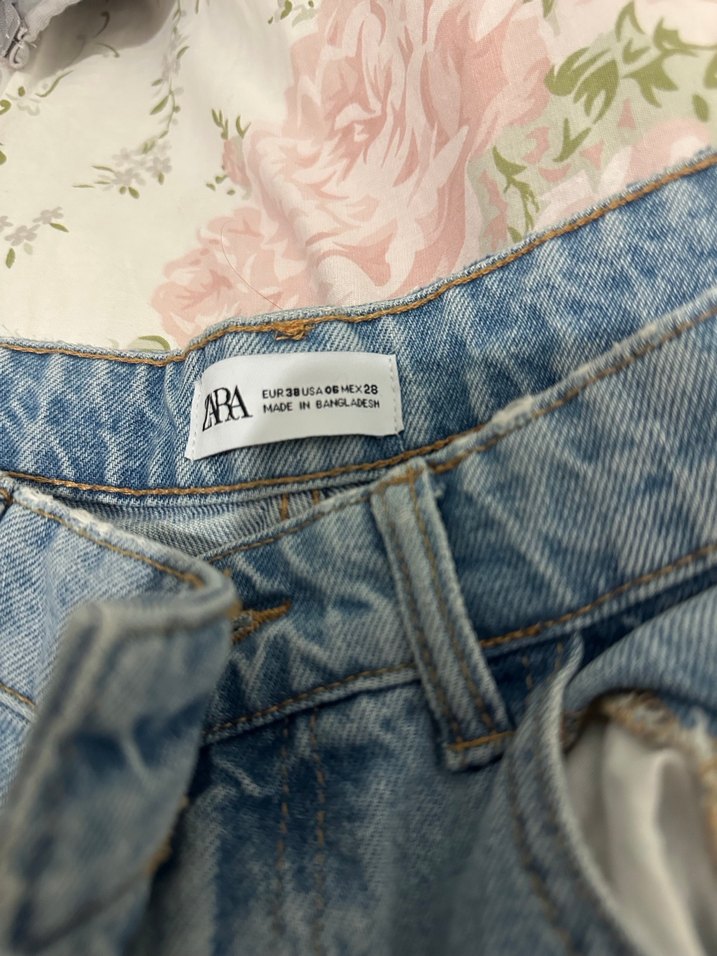 ZARA
EUR 38 USA 06 MEX 28
MADE IN BANGLADESH